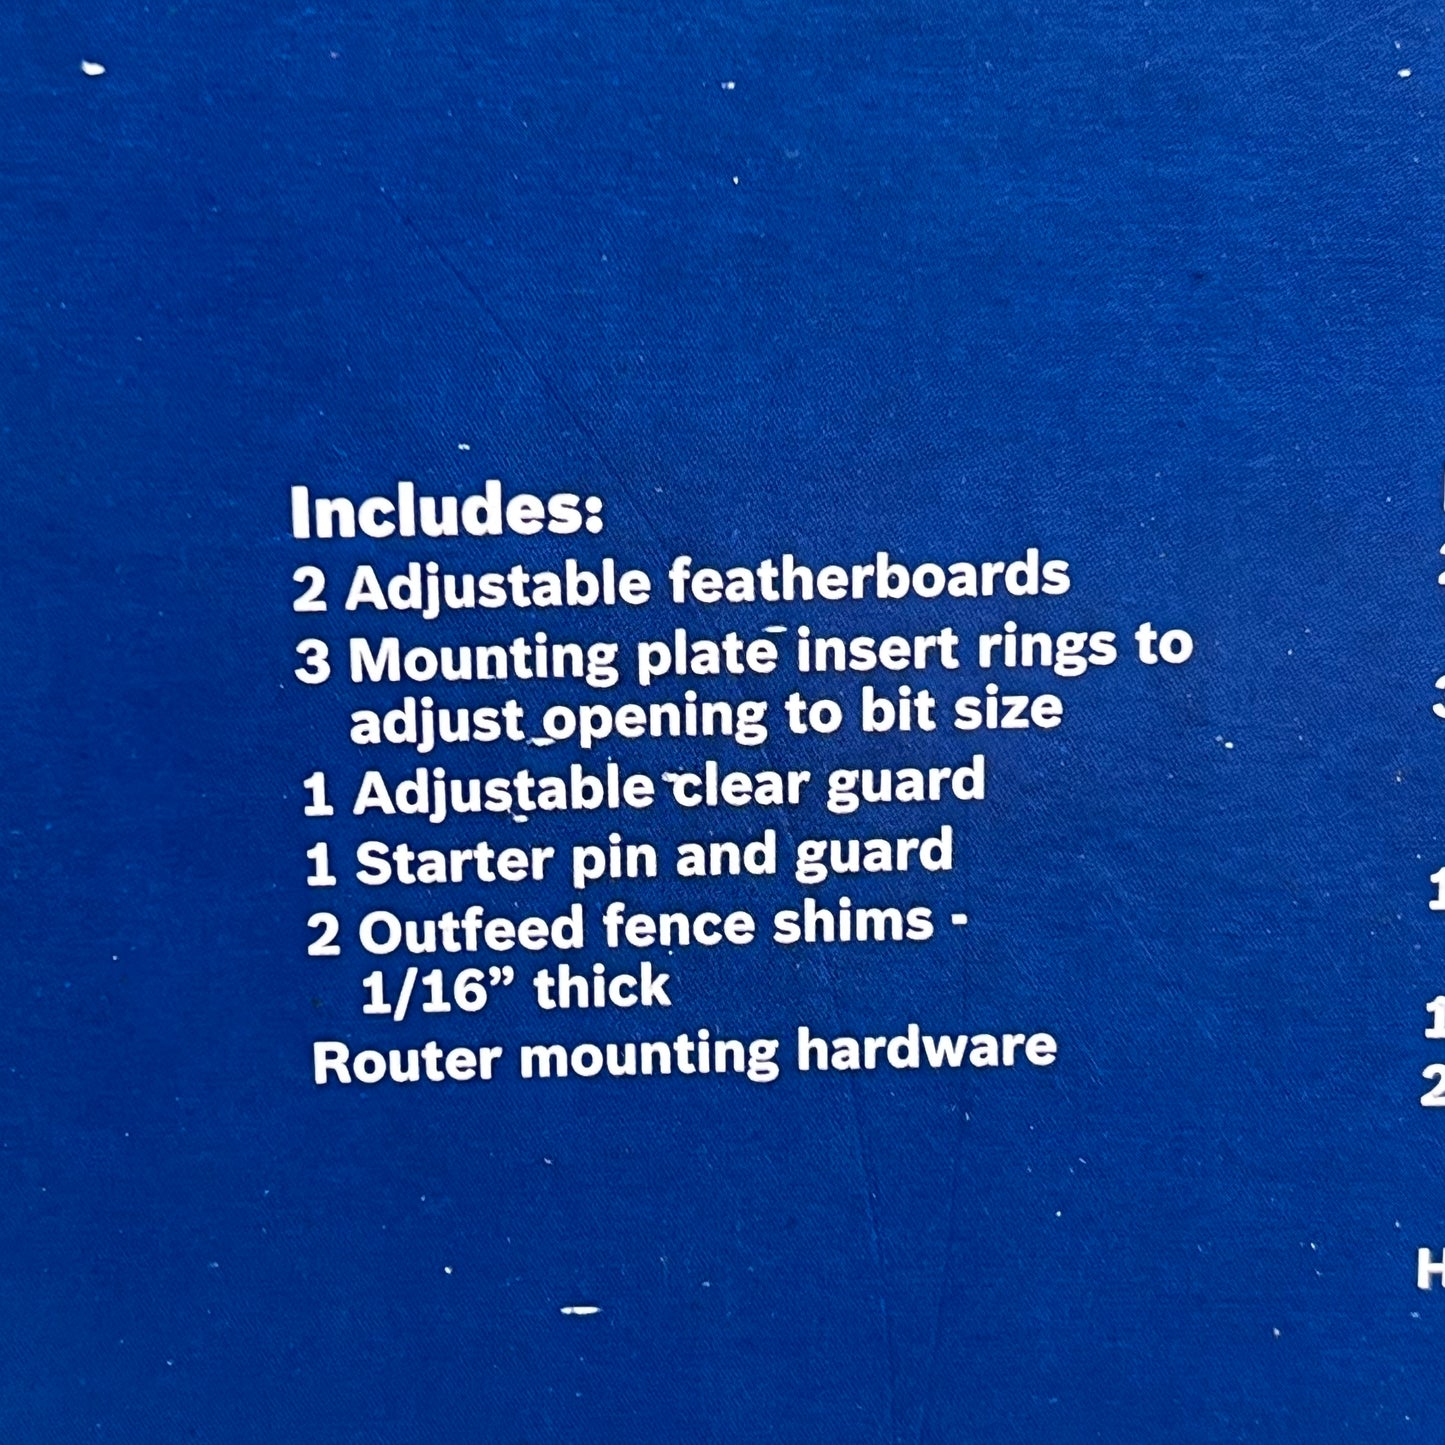 Includes:
2 Adjustable featherboards
3 Mounting plate insert rings to
adjust opening to bit size
1 Adjustable clear guard
1 Starter pin and guard
2 Outfeed fence shims -
1/16” thick
Router mounting hardware